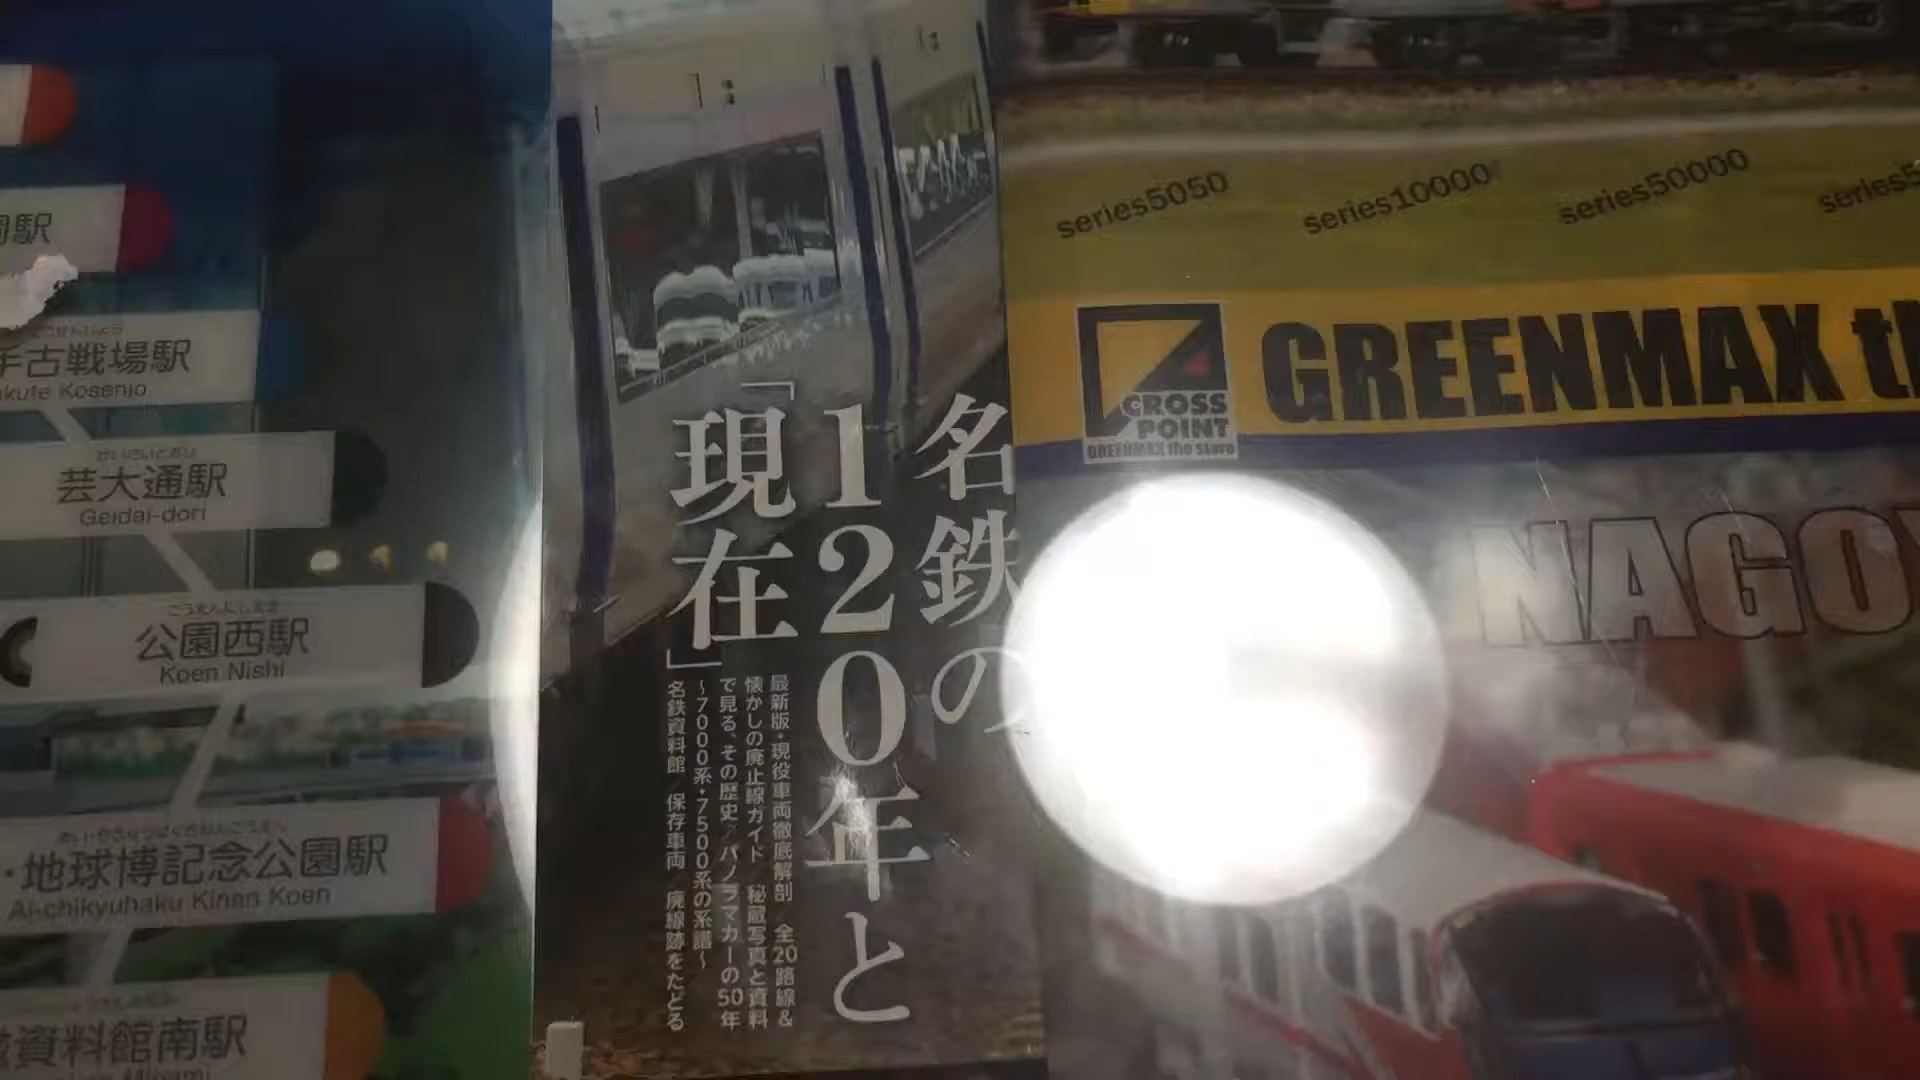 古戦場駅
Kosenjo
芸大通駅
Geidai-dori
公園西駅
Koen Nishi
・地球博記念公園駅
Ai-chikyuhaku Kinen Koen
資料館南駅
名鉄の
120年と
「現在」
最新版・現役車両徹底解剖 全20路線&
懐かしの廃止線ガイド 秘蔵写真と資料
で見る、その歴史 パノラマカーの50年
〜7000系・7500系の系譜〜
名鉄資料館 保存車両 廃線跡をたどる
series5050
series10000
series50000
CROSS
POINT
GREENMAX the store
GREENMAX
NAGO